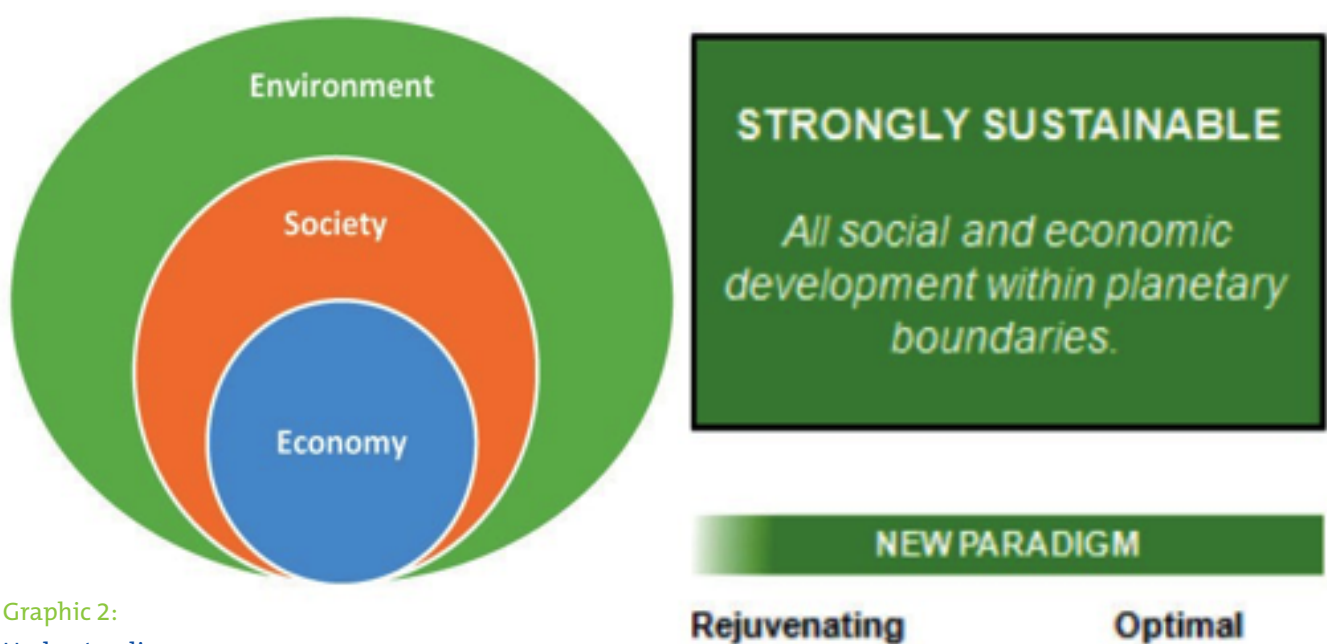 Environment
Society
Economy
STRONGLY SUSTAINABLE
All social and economic
development within planetary
boundaries.
NEW PARADIGM
Rejuvenating
Optimal
Graphic 2: